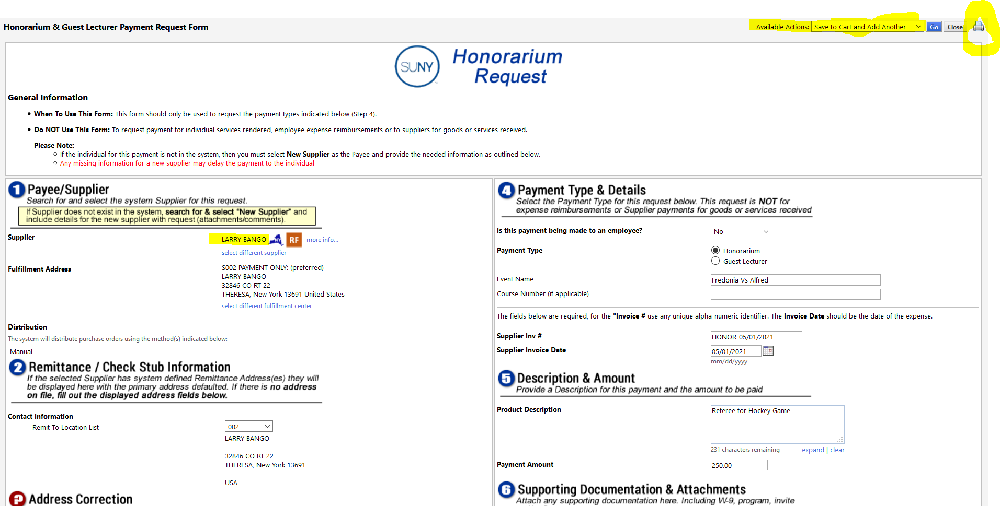 Honorarium & Guest Lecturer Payment Request Form
Available Actions: Save to Cart and Add Another Go Close
SUNY
Honorarium
Request
General Information
When To Use This Form: This form should only be used to request the payment types indicated below (Step 4).
Do NOT Use This Form: To request payment for individual services rendered, employee expense reimbursements or to suppliers for goods or services received.
Please Note:
If the individual for this payment is not in the system, then you must select New Supplier as the Payee and provide the needed information as outlined below.
Any missing information for a new supplier may delay the payment to the individual
1 Payee/Supplier
Search for and select the system Supplier for this request.
If Supplier does not exist in the system, search for & select "New Supplier" and
include details for the new supplier with request (attachments/comments).
Supplier
LARRY BANGO NY RF more info...
select different supplier
Fulfillment Address
S002 PAYMENT ONLY: (preferred)
LARRY BANGO
32846 CO RT 22
THERESA, New York 13691 United States
select different fulfillment center
Distribution
The system will distribute purchase orders using the method(s) indicated below:
Manual
2 Remittance / Check Stub Information
If the selected Supplier has system defined Remittance Address(es) they will
be displayed here with the primary address defaulted. If there is no address
on file, fill out the displayed address fields below.
Contact Information
Remit To Location List
002
LARRY BANGO
32846 CO RT 22
THERESA, New York 13691
USA
? Address Correction
4 Payment Type & Details
Select the Payment Type for this request below. This request is NOT for
expense reimbursements or Supplier payments for goods or services received
Is this payment being made to an employee?
No
Payment Type
Honorarium
Guest Lecturer
Event Name
Fredonia Vs Alfred
Course Number (if applicable)
The fields below are required, for the "Invoice # use any unique alpha-numeric identifier. The Invoice Date should be the date of the expense.
Supplier Inv #
HONOR-05/01/2021
Supplier Invoice Date
05/01/2021
mm/dd/yyyy
5 Description & Amount
Provide a Description for this payment and the amount to be paid
Product Description
Referee for Hockey Game
231 characters remaining
expand | clear
Payment Amount
250.00
6 Supporting Documentation & Attachments
Attach any supporting documentation here. Including W-9, program, invite